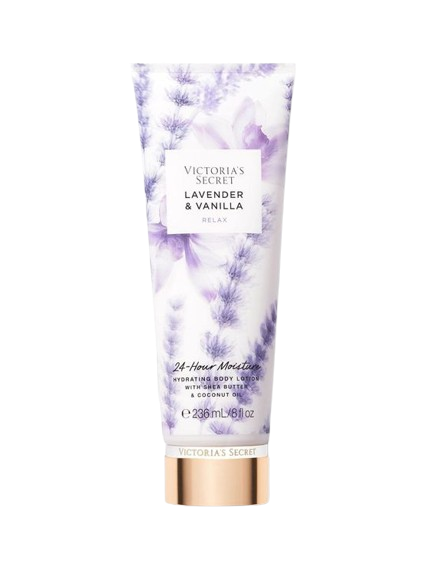 VICTORIA'S
SECRET
LAVENDER
& VANILLA
RELAX
24-Hour Moisture
HYDRATING BODY LOTION
WITH SHEA BUTTER
& COCONUT OIL
℮ 236 mL/8 fl oz
VICTORIA'S SECRET